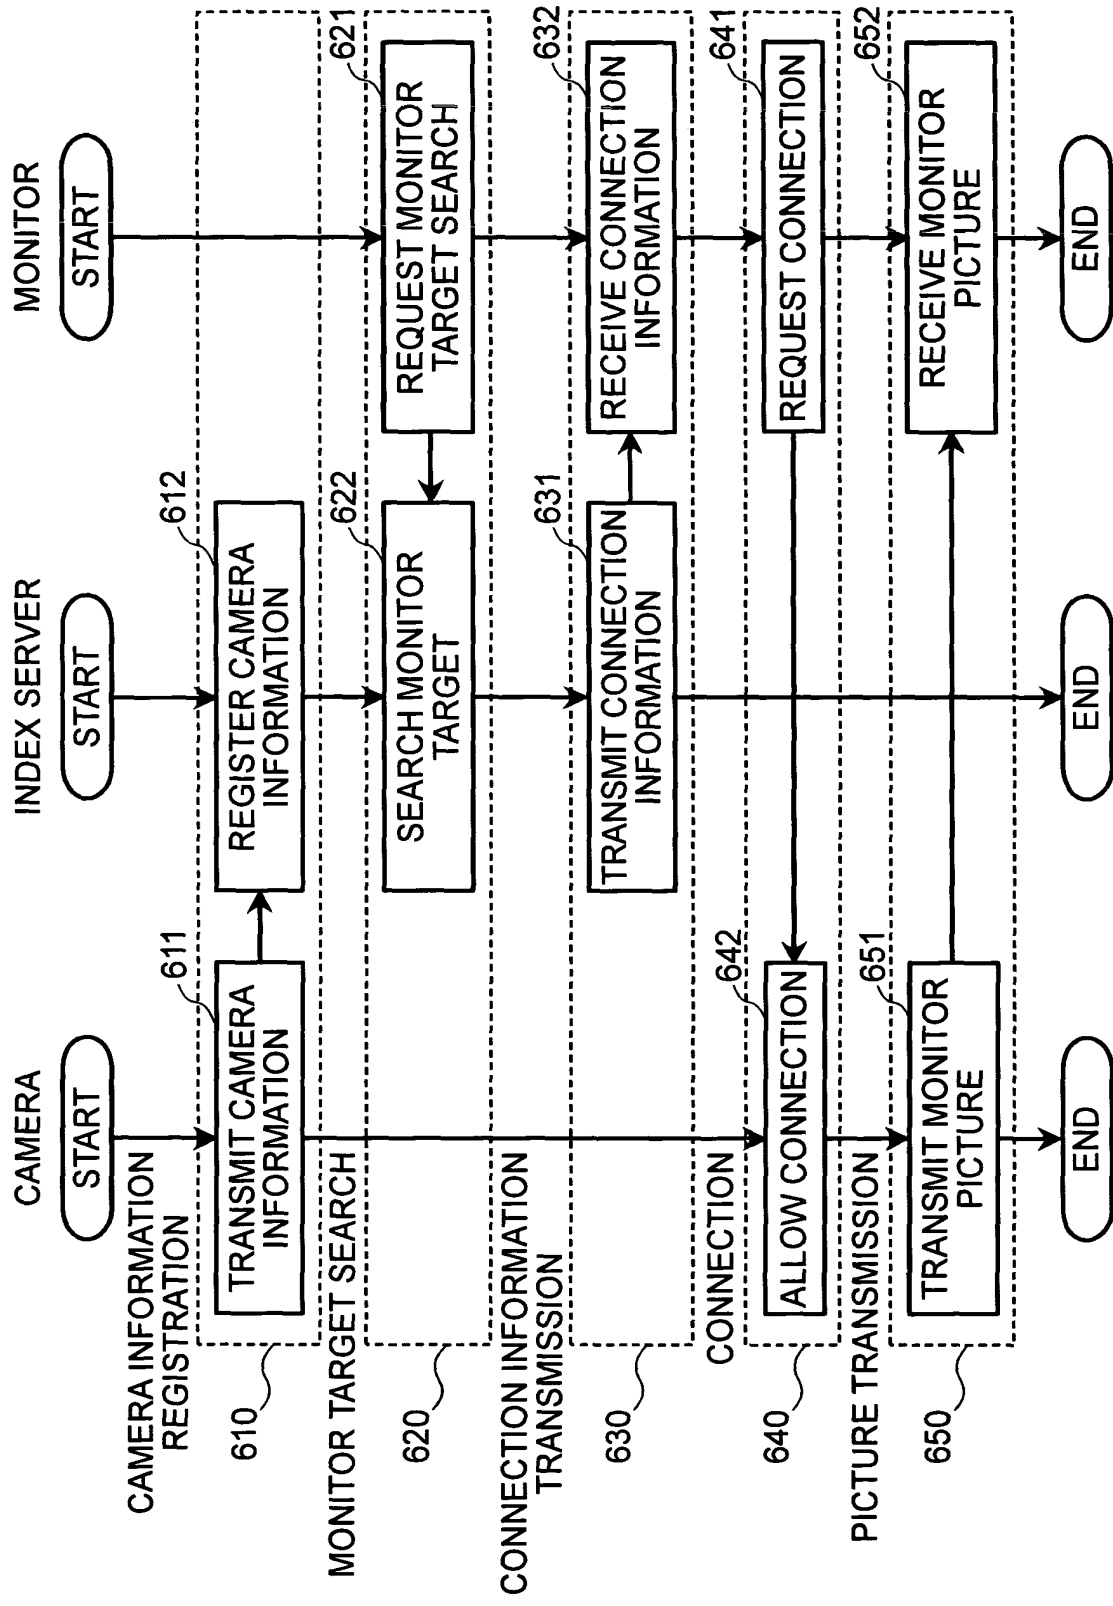 CAMERA
INDEX SERVER
MONITOR
START
START
START
CAMERA INFORMATION
REGISTRATION
610
611
TRANSMIT CAMERA
INFORMATION
612
REGISTER CAMERA
INFORMATION
MONITOR TARGET SEARCH
620
622
SEARCH MONITOR
TARGET
621
REQUEST MONITOR
TARGET SEARCH
CONNECTION INFORMATION
TRANSMISSION
630
631
TRANSMIT CONNECTION
INFORMATION
632
RECEIVE CONNECTION
INFORMATION
CONNECTION
640
642
ALLOW CONNECTION
641
REQUEST CONNECTION
PICTURE TRANSMISSION
650
651
TRANSMIT MONITOR
PICTURE
652
RECEIVE MONITOR
PICTURE
END
END
END